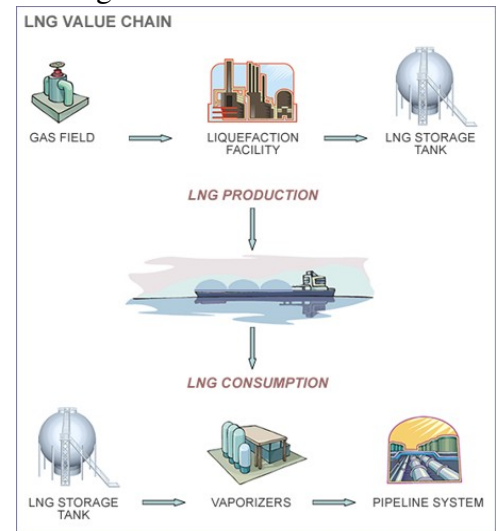 LNG VALUE CHAIN
GAS FIELD
LIQUEFACTION
FACILITY
LNG STORAGE
TANK
LNG PRODUCTION
LNG CONSUMPTION
LNG STORAGE
TANK
VAPORIZERS
PIPELINE SYSTEM